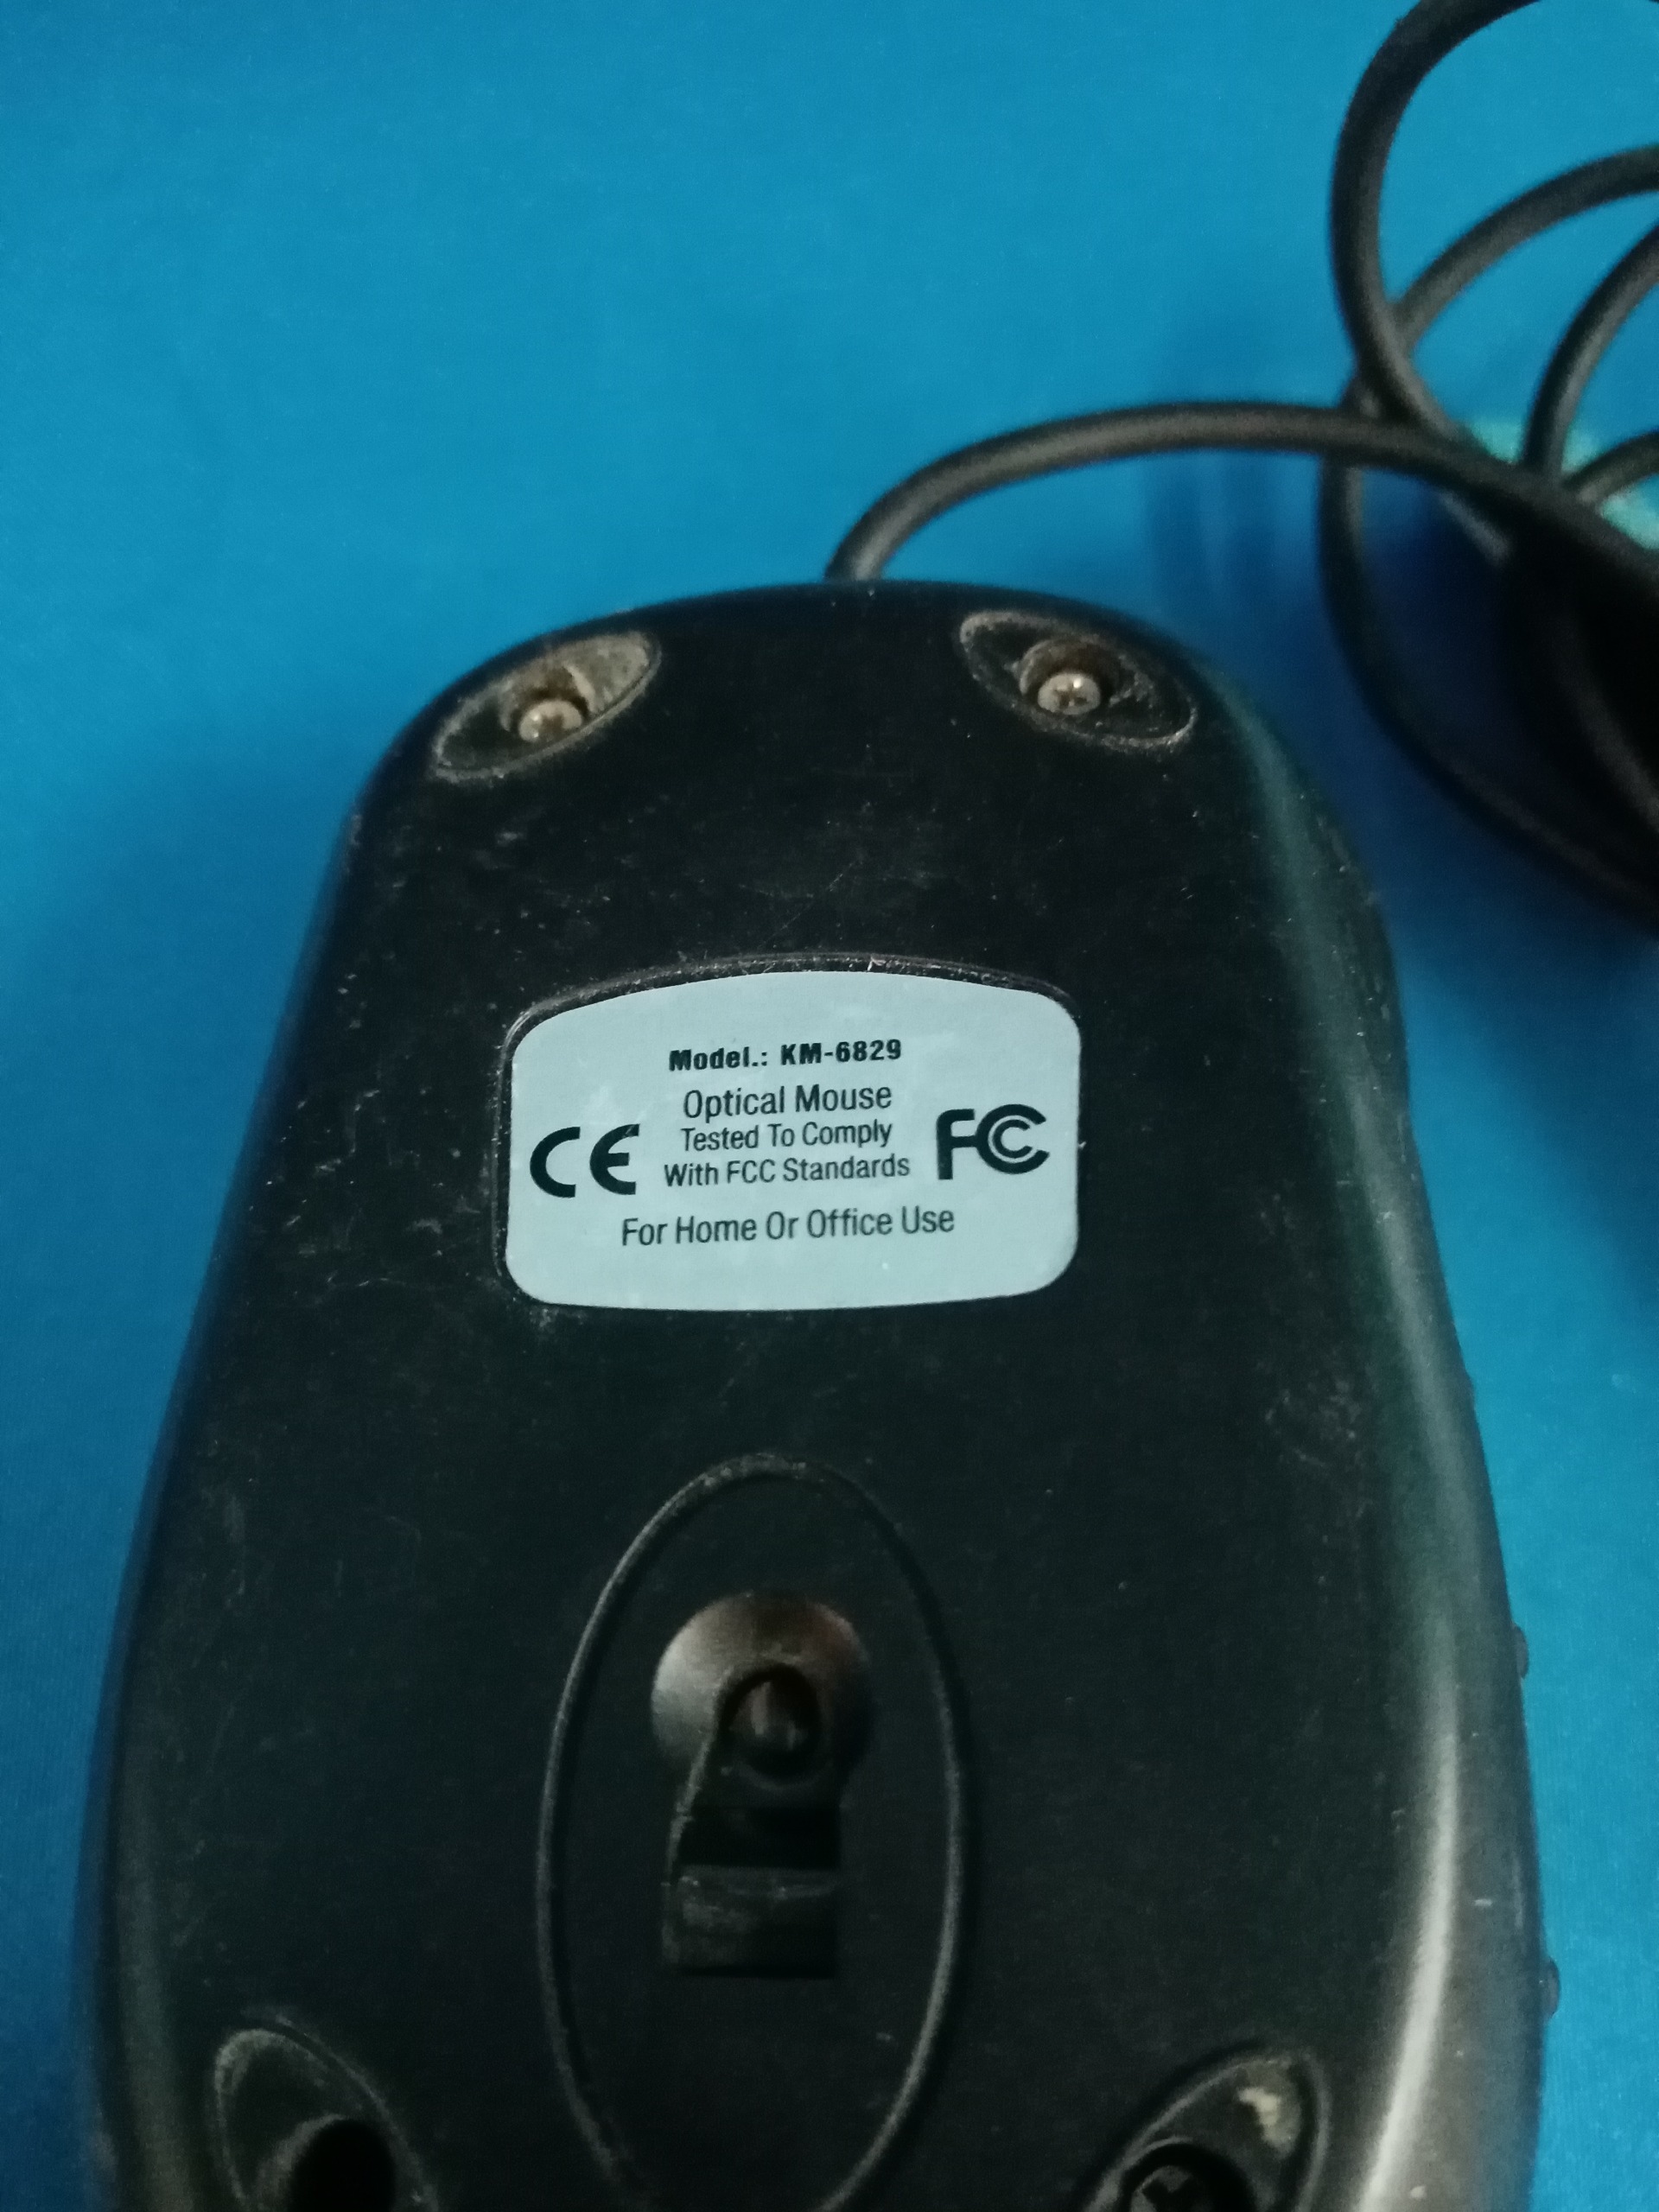 Model.: KM-6829
Optical Mouse
CE Tested To Comply FC
With FCC Standards
For Home Or Office Use